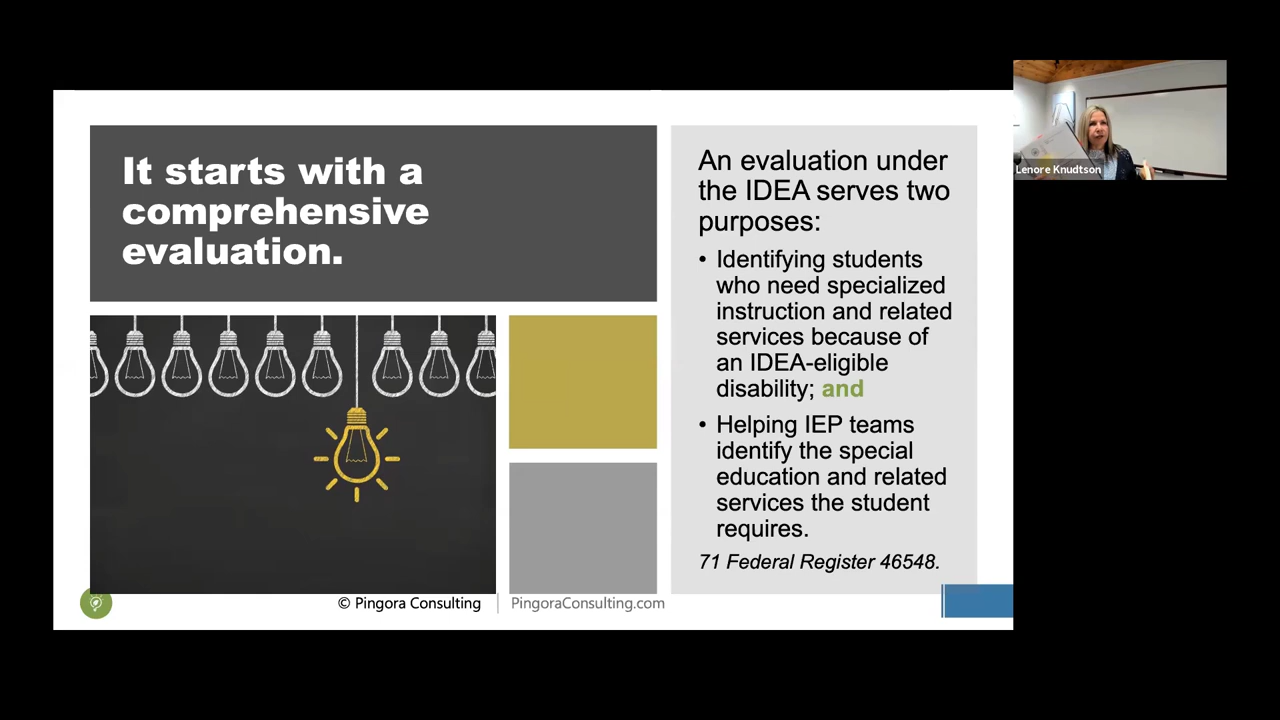 It starts with a
comprehensive
evaluation.
An evaluation under
the IDEA serves two
purposes:
• Identifying students
who need specialized
instruction and related
services because of
an IDEA-eligible
disability; and
• Helping IEP teams
identify the special
education and related
services the student
requires.
71 Federal Register 46548.
© Pingora Consulting
PingoraConsulting.com
Lenore Knudtson